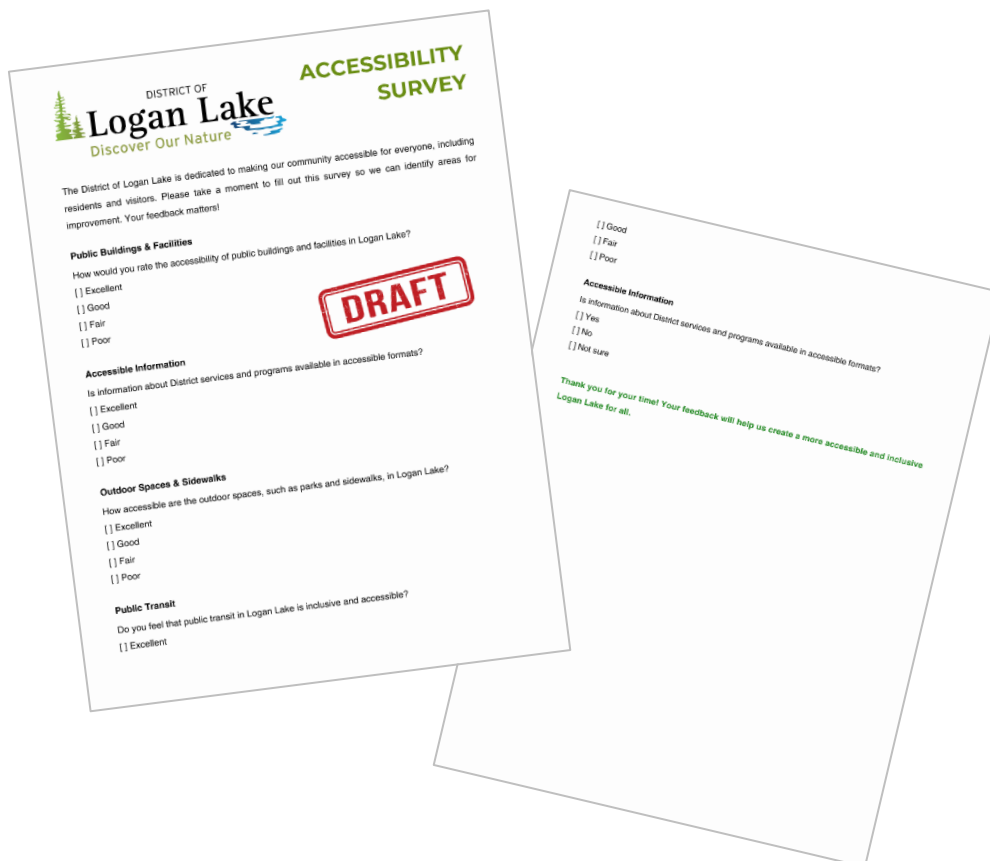 DISTRICT OF
Logan Lake
Discover Our Nature
ACCESSIBILITY
SURVEY
The District of Logan Lake is dedicated to making our community accessible for everyone, including
residents and visitors. Please take a moment to fill out this survey so we can identify areas for
improvement. Your feedback matters!
Public Buildings & Facilities
How would you rate the accessibility of public buildings and facilities in Logan Lake?
[ ] Excellent
[ ] Good
[ ] Fair
[ ] Poor
DRAFT
Accessible Information
Is information about District services and programs available in accessible formats?
[ ] Excellent
[ ] Good
[ ] Fair
[ ] Poor
Outdoor Spaces & Sidewalks
How accessible are the outdoor spaces, such as parks and sidewalks, in Logan Lake?
[ ] Excellent
[ ] Good
[ ] Fair
[ ] Poor
Public Transit
Do you feel that public transit in Logan Lake is inclusive and accessible?
[ ] Excellent
[ ] Good
[ ] Fair
[ ] Poor
Accessible Information
Is information about District services and programs available in accessible formats?
[ ] Yes
[ ] No
[ ] Not sure
Thank you for your time! Your feedback will help us create a more accessible and inclusive
Logan Lake for all.